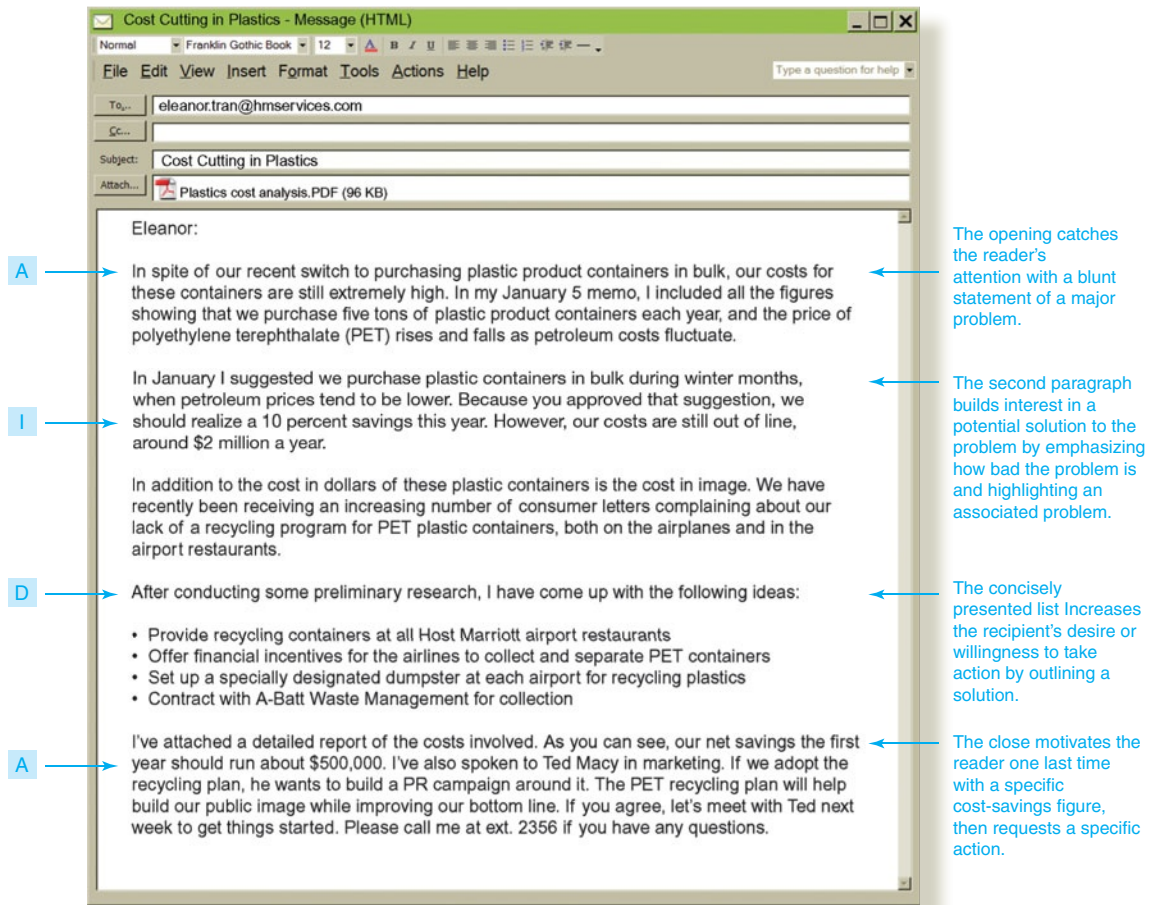 Cost Cutting in Plastics - Message (HTML)
Normal Franklin Gothic Book 12 A B I U
File Edit View Insert Format Tools Actions Help
Type a question for help
To... eleanor.tran@hmservices.com
Cc...
Subject: Cost Cutting in Plastics
Attach... Plastics cost analysis.PDF (96 KB)
Eleanor:
A
In spite of our recent switch to purchasing plastic product containers in bulk, our costs for
these containers are still extremely high. In my January 5 memo, I included all the figures
showing that we purchase five tons of plastic product containers each year, and the price of
polyethylene terephthalate (PET) rises and falls as petroleum costs fluctuate.
The opening catches
the reader's
attention with a blunt
statement of a major
problem.
I
In January I suggested we purchase plastic containers in bulk during winter months,
when petroleum prices tend to be lower. Because you approved that suggestion, we
should realize a 10 percent savings this year. However, our costs are still out of line,
around $2 million a year.
In addition to the cost in dollars of these plastic containers is the cost in image. We have
recently been receiving an increasing number of consumer letters complaining about our
lack of a recycling program for PET plastic containers, both on the airplanes and in the
airport restaurants.
The second paragraph
builds interest in a
potential solution to the
problem by emphasizing
how bad the problem is
and highlighting an
associated problem.
D
After conducting some preliminary research, I have come up with the following ideas:
• Provide recycling containers at all Host Marriott airport restaurants
• Offer financial incentives for the airlines to collect and separate PET containers
• Set up a specially designated dumpster at each airport for recycling plastics
• Contract with A-Batt Waste Management for collection
The concisely
presented list Increases
the recipient's desire or
willingness to take
action by outlining a
solution.
A
I've attached a detailed report of the costs involved. As you can see, our net savings the first
year should run about $500,000. I've also spoken to Ted Macy in marketing. If we adopt the
recycling plan, he wants to build a PR campaign around it. The PET recycling plan will help
build our public image while improving our bottom line. If you agree, let's meet with Ted next
week to get things started. Please call me at ext. 2356 if you have any questions.
The close motivates the
reader one last time
with a specific
cost-savings figure,
then requests a specific
action.